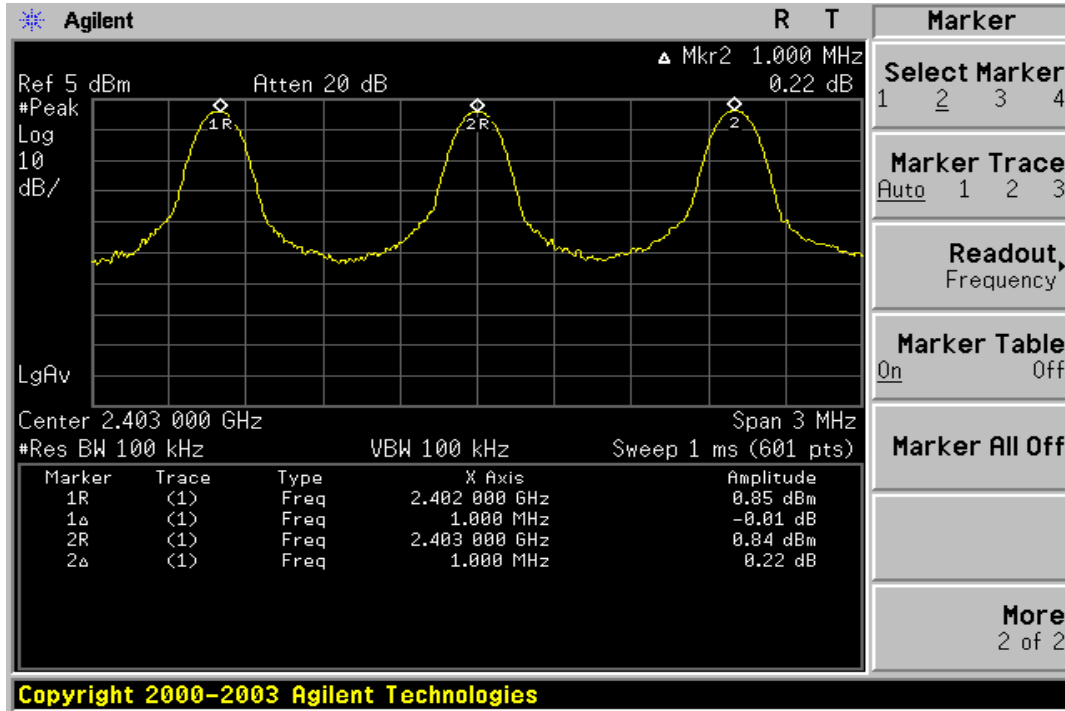 Agilent R T Marker
▵ Mkr2 1.000 MHz
Ref 5 dBm Atten 20 dB 0.22 dB
#Peak
Log
10
dB/
1R 2R 2
LgAv
Center 2.403 000 GHz Span 3 MHz
#Res BW 100 kHz VBW 100 kHz Sweep 1 ms (601 pts)
Marker Trace Type X Axis Amplitude
1R (1) Freq 2.402 000 GHz 0.85 dBm
1▵ (1) Freq 1.000 MHz -0.01 dB
2R (1) Freq 2.403 000 GHz 0.84 dBm
2▵ (1) Freq 1.000 MHz 0.22 dB
Select Marker
1 2 3 4
Marker Trace
Auto 1 2 3
Readout
Frequency
Marker Table
On Off
Marker All Off
More
2 of 2
Copyright 2000-2003 Agilent Technologies